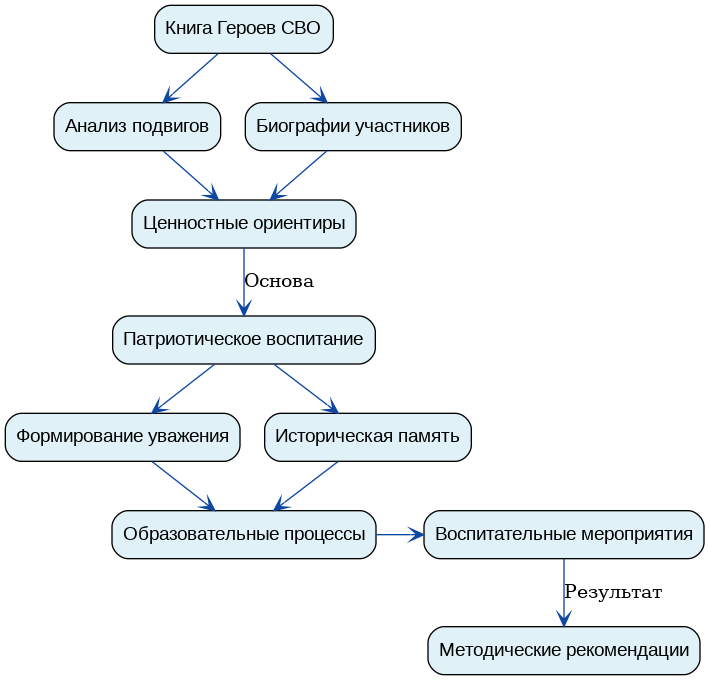 Книга Героев СВО
Анализ подвигов
Биографии участников
Ценностные ориентиры
Основа
Патриотическое воспитание
Формирование уважения
Историческая память
Образовательные процессы
Воспитательные мероприятия
Результат
Методические рекомендации